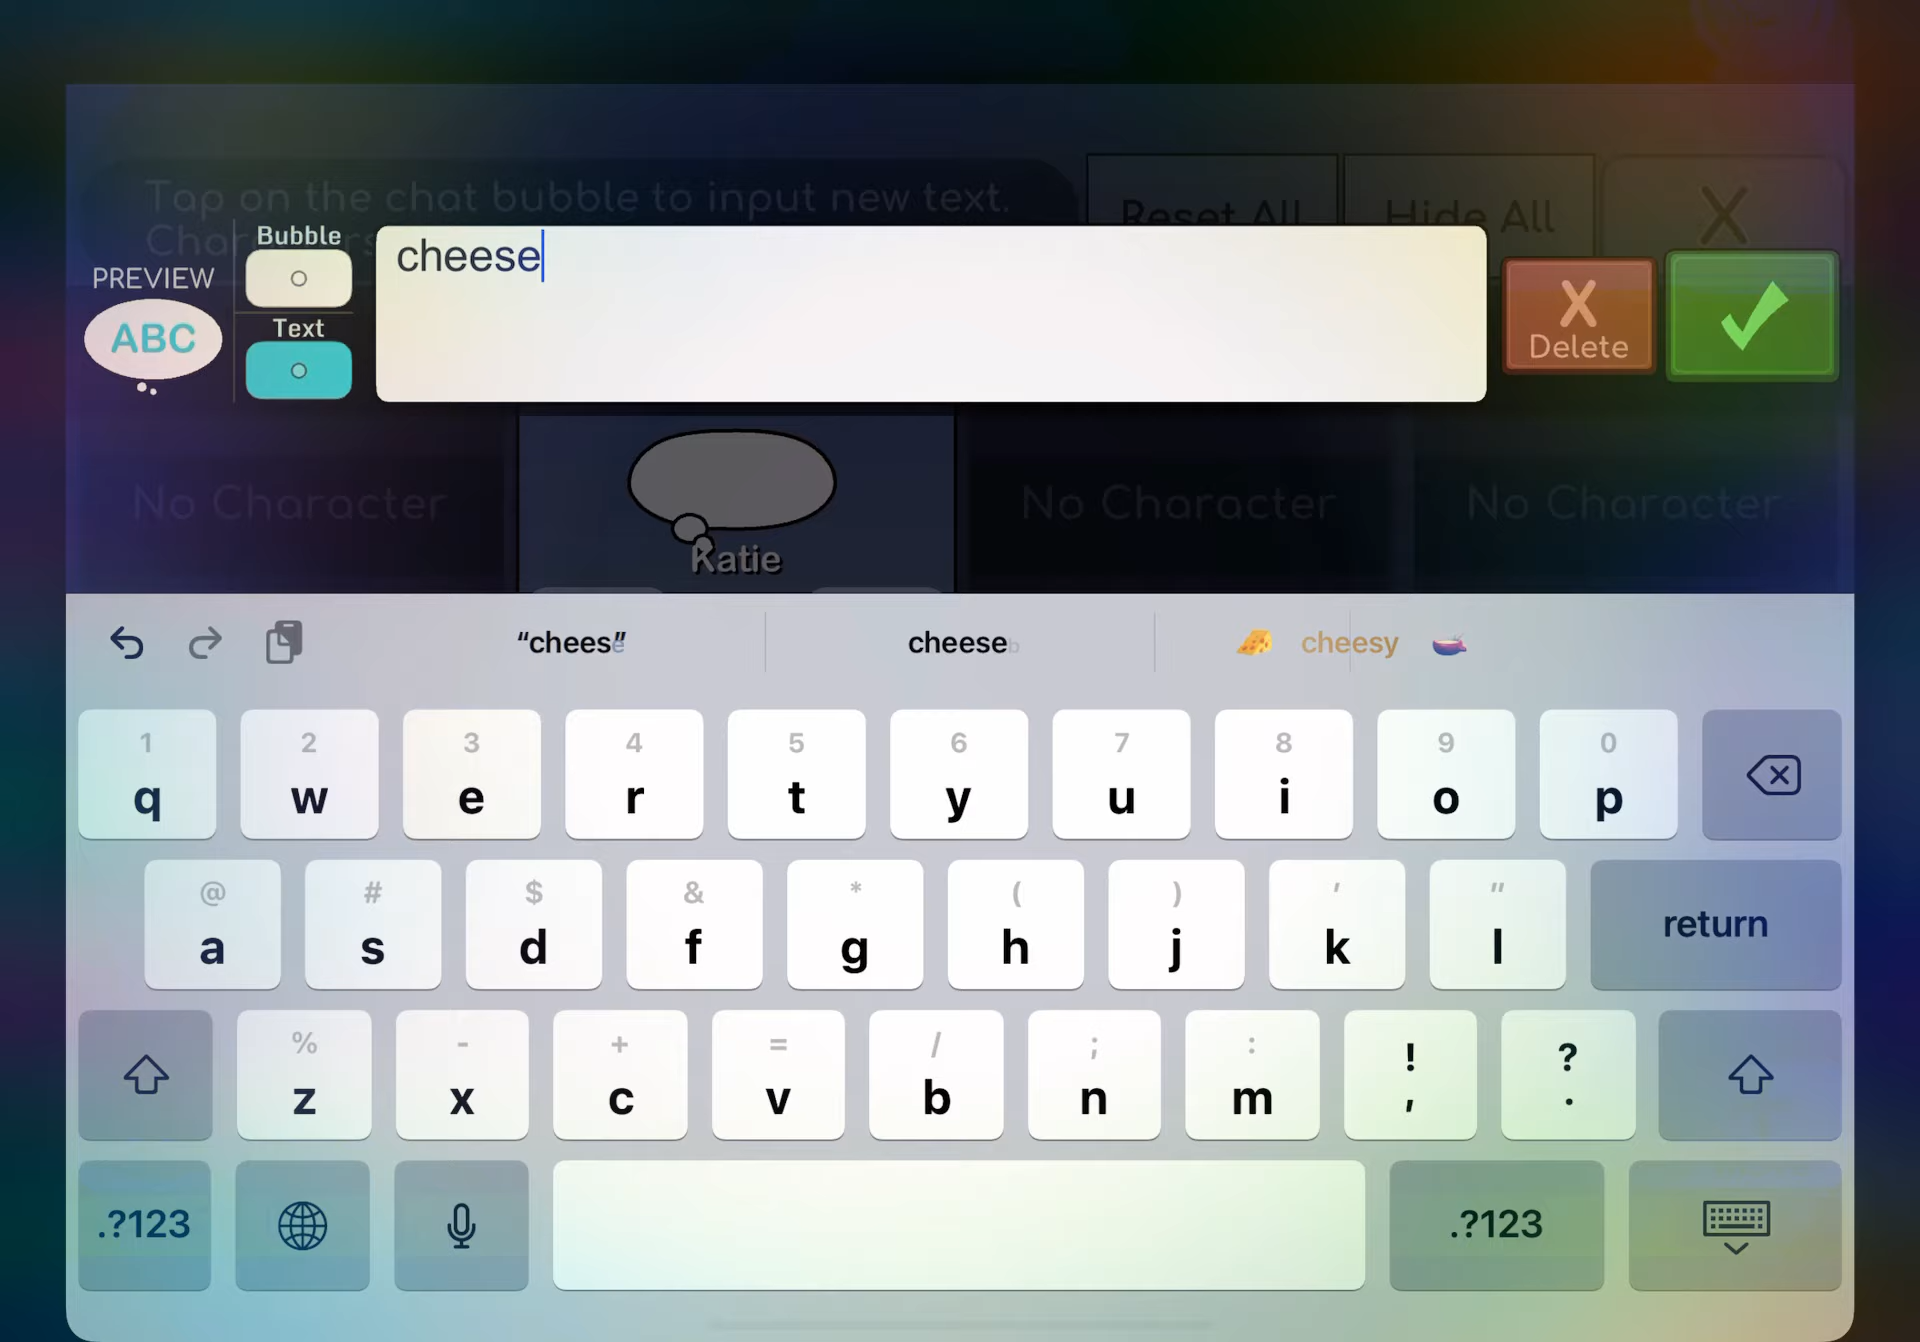 Tap on the chat bubble to input new text.
Reset All
Hide All
X
Bubble
PREVIEW
ABC
Text
cheese
X
Delete
No Character
Katie
No Character
No Character
“cheese”
cheese
🧀 cheesy
1 2 3 4 5 6 7 8 9 0
q w e r t y u i o p
@ # $ & * ( ) ' "
a s d f g h j k l return
% - + = / ; : ! ?
z x c v b n m , .
.?123 .?123